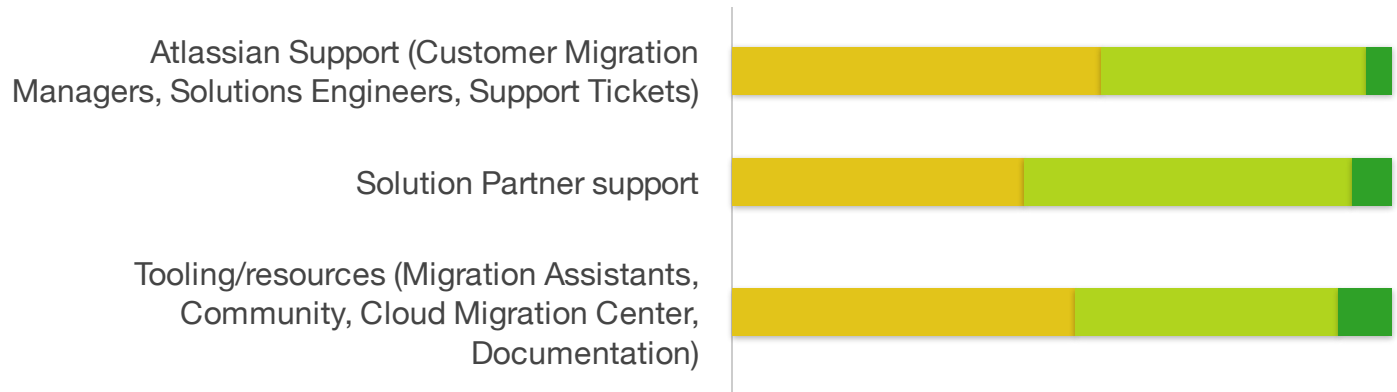 Atlassian Support (Customer Migration
Managers, Solutions Engineers, Support Tickets)
Solution Partner support
Tooling/resources (Migration Assistants,
Community, Cloud Migration Center,
Documentation)